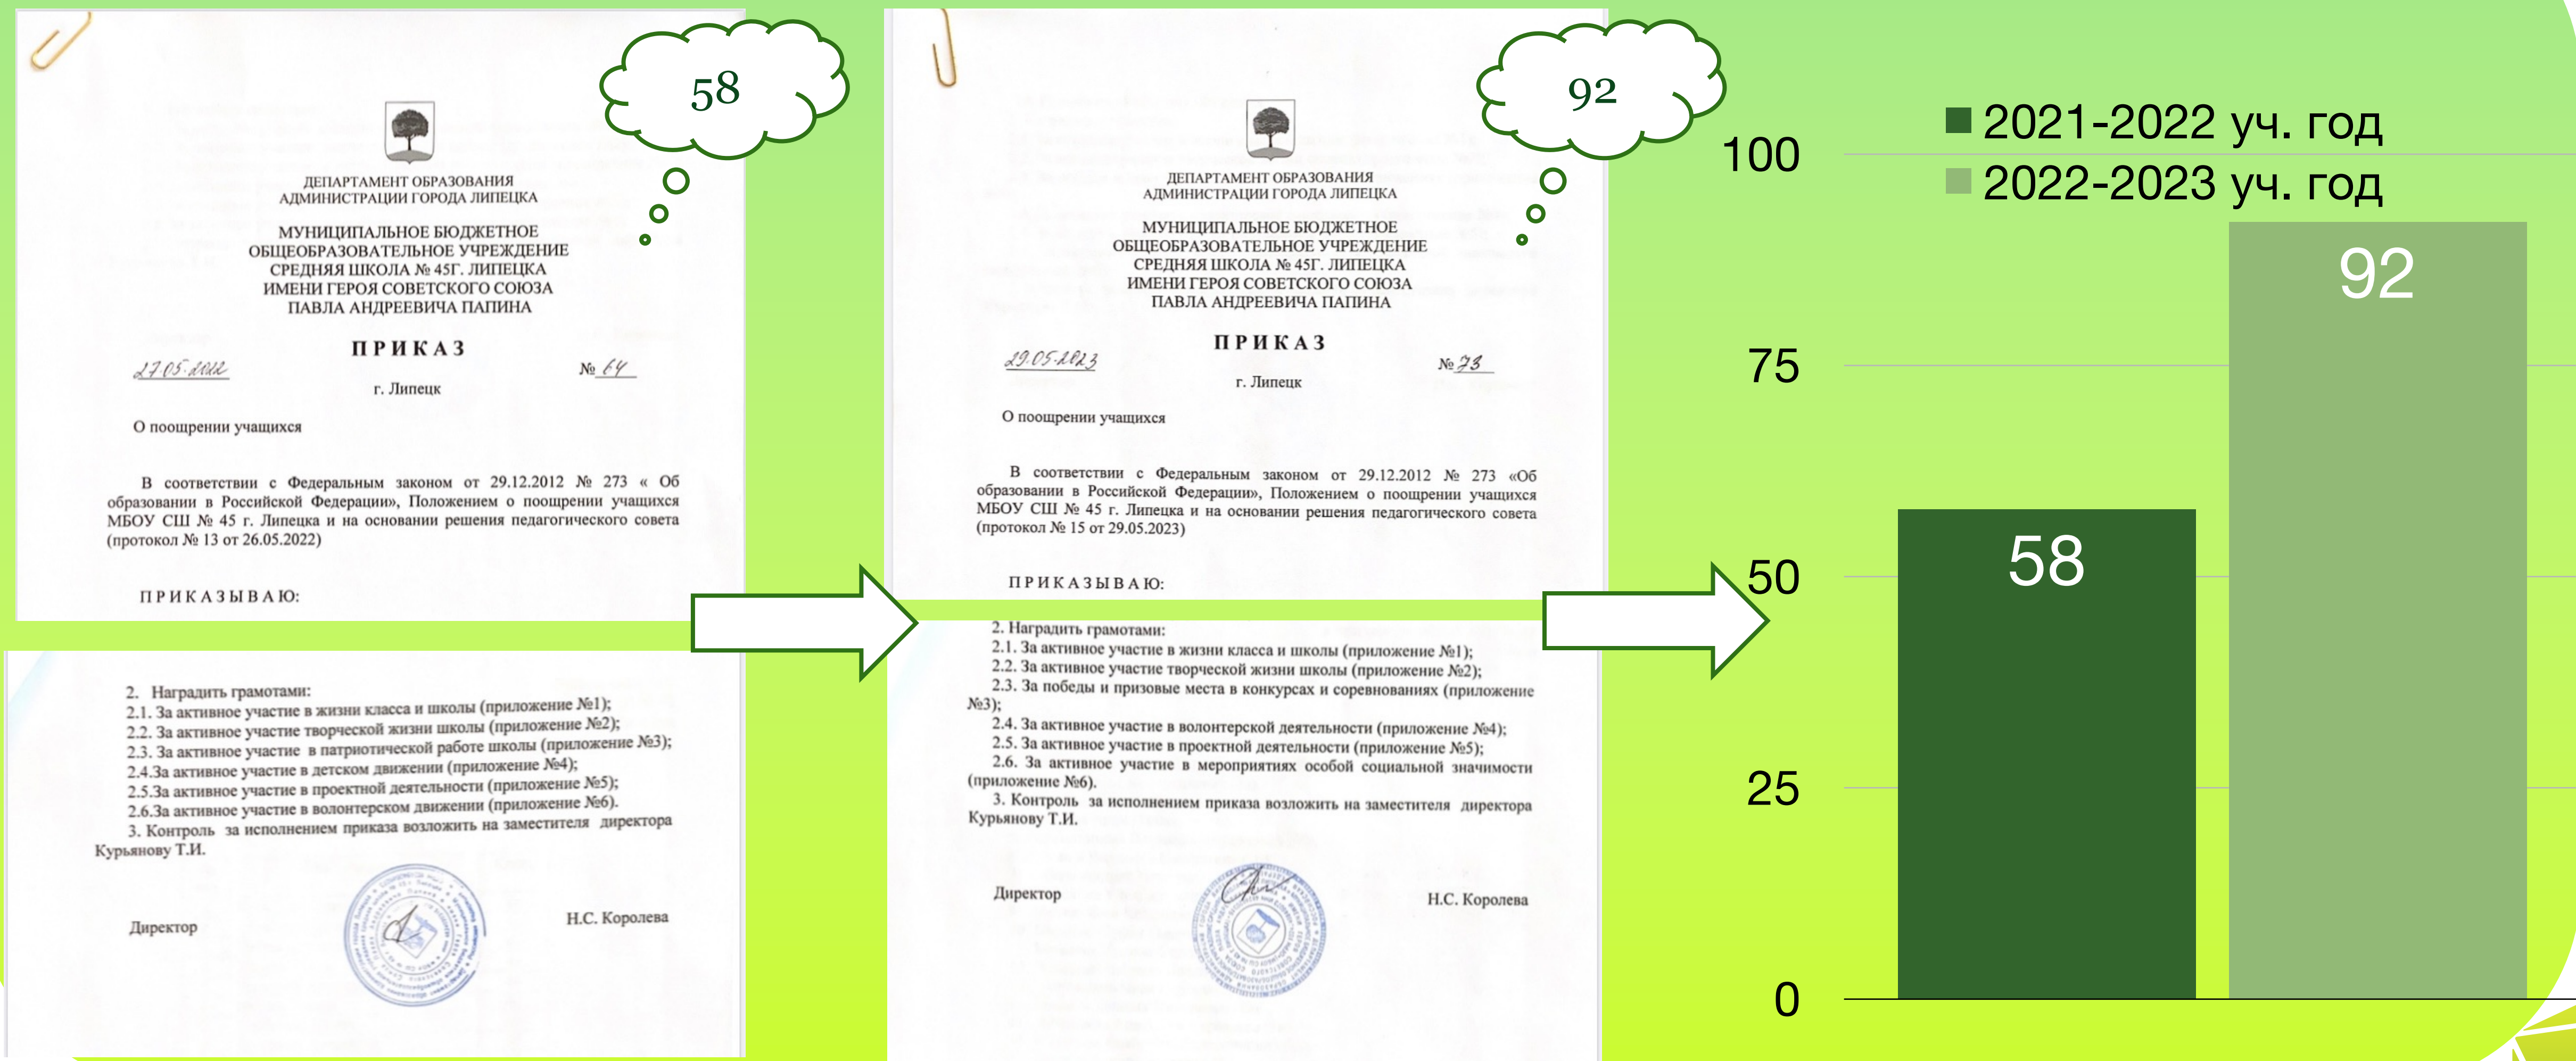 58
ДЕПАРТАМЕНТ ОБРАЗОВАНИЯ
АДМИНИСТРАЦИИ ГОРОДА ЛИПЕЦКА
МУНИЦИПАЛЬНОЕ БЮДЖЕТНОЕ
ОБЩЕОБРАЗОВАТЕЛЬНОЕ УЧРЕЖДЕНИЕ
СРЕДНЯЯ ШКОЛА № 45Г. ЛИПЕЦКА
ИМЕНИ ГЕРОЯ СОВЕТСКОГО СОЮЗА
ПАВЛА АНДРЕЕВИЧА ПАПИНА
П Р И К А З
27.05.2022 № 64
г. Липецк
О поощрении учащихся
В соответствии с Федеральным законом от 29.12.2012 № 273 « Об
образовании в Российской Федерации», Положением о поощрении учащихся
МБОУ СШ № 45 г. Липецка и на основании решения педагогического совета
(протокол № 13 от 26.05.2022)
П Р И К А З Ы В А Ю:
2. Наградить грамотами:
2.1. За активное участие в жизни класса и школы (приложение №1);
2.2. За активное участие творческой жизни школы (приложение №2);
2.3. За активное участие в патриотической работе школы (приложение №3);
2.4.За активное участие в детском движении (приложение №4);
2.5.За активное участие в проектной деятельности (приложение №5);
2.6.За активное участие в волонтерском движении (приложение №6).
3. Контроль за исполнением приказа возложить на заместителя директора
Курьянову Т.И.
Директор Н.С. Королева
92
ДЕПАРТАМЕНТ ОБРАЗОВАНИЯ
АДМИНИСТРАЦИИ ГОРОДА ЛИПЕЦКА
МУНИЦИПАЛЬНОЕ БЮДЖЕТНОЕ
ОБЩЕОБРАЗОВАТЕЛЬНОЕ УЧРЕЖДЕНИЕ
СРЕДНЯЯ ШКОЛА № 45Г. ЛИПЕЦКА
ИМЕНИ ГЕРОЯ СОВЕТСКОГО СОЮЗА
ПАВЛА АНДРЕЕВИЧА ПАПИНА
П Р И К А З
29.05.2023 № 73
г. Липецк
О поощрении учащихся
В соответствии с Федеральным законом от 29.12.2012 № 273 «Об
образовании в Российской Федерации», Положением о поощрении учащихся
МБОУ СШ № 45 г. Липецка и на основании решения педагогического совета
(протокол № 15 от 29.05.2023)
П Р И К А З Ы В А Ю:
2. Наградить грамотами:
2.1. За активное участие в жизни класса и школы (приложение №1);
2.2. За активное участие творческой жизни школы (приложение №2);
2.3. За победы и призовые места в конкурсах и соревнованиях (приложение
№3);
2.4. За активное участие в волонтерской деятельности (приложение №4);
2.5. За активное участие в проектной деятельности (приложение №5);
2.6. За активное участие в мероприятиях особой социальной значимости
(приложение №6).
3. Контроль за исполнением приказа возложить на заместителя директора
Курьянову Т.И.
Директор Н.С. Королева
2021-2022 уч. год
2022-2023 уч. год
100
75
50
25
0
58
92